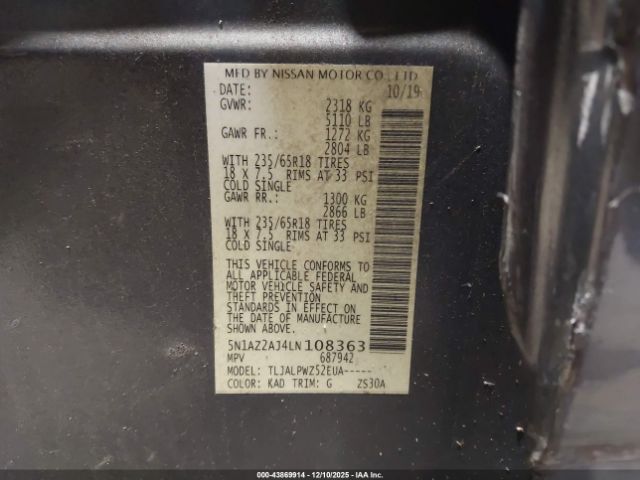 MFD BY NISSAN MOTOR CO., LTD
DATE: 10/19
GVWR: 2318 KG
5110 LB
GAWR FR.: 1272 KG
2804 LB
WITH 235/65R18 TIRES
18 X 7.5 RIMS AT 33 PSI
COLD SINGLE
GAWR RR.: 1300 KG
2866 LB
WITH 235/65R18 TIRES
18 X 7.5 RIMS AT 33 PSI
COLD SINGLE
THIS VEHICLE CONFORMS TO
ALL APPLICABLE FEDERAL
MOTOR VEHICLE SAFETY AND
THEFT PREVENTION
STANDARDS IN EFFECT ON
THE DATE OF MANUFACTURE
SHOWN ABOVE.
5N1AZ2AJ4LN108363
MPV 687942
MODEL: TLJALPWZ52EUA-----
COLOR: KAD TRIM: G ZS30A
000-43869914 - 12/10/2025 - IAA Inc.